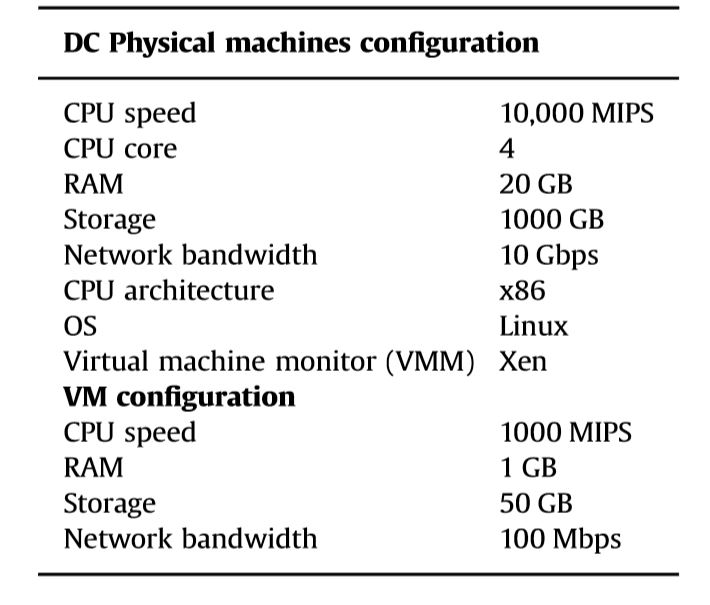 DC Physical machines configuration
CPU speed 10,000 MIPS
CPU core 4
RAM 20 GB
Storage 1000 GB
Network bandwidth 10 Gbps
CPU architecture x86
OS Linux
Virtual machine monitor (VMM) Xen
VM configuration
CPU speed 1000 MIPS
RAM 1 GB
Storage 50 GB
Network bandwidth 100 Mbps